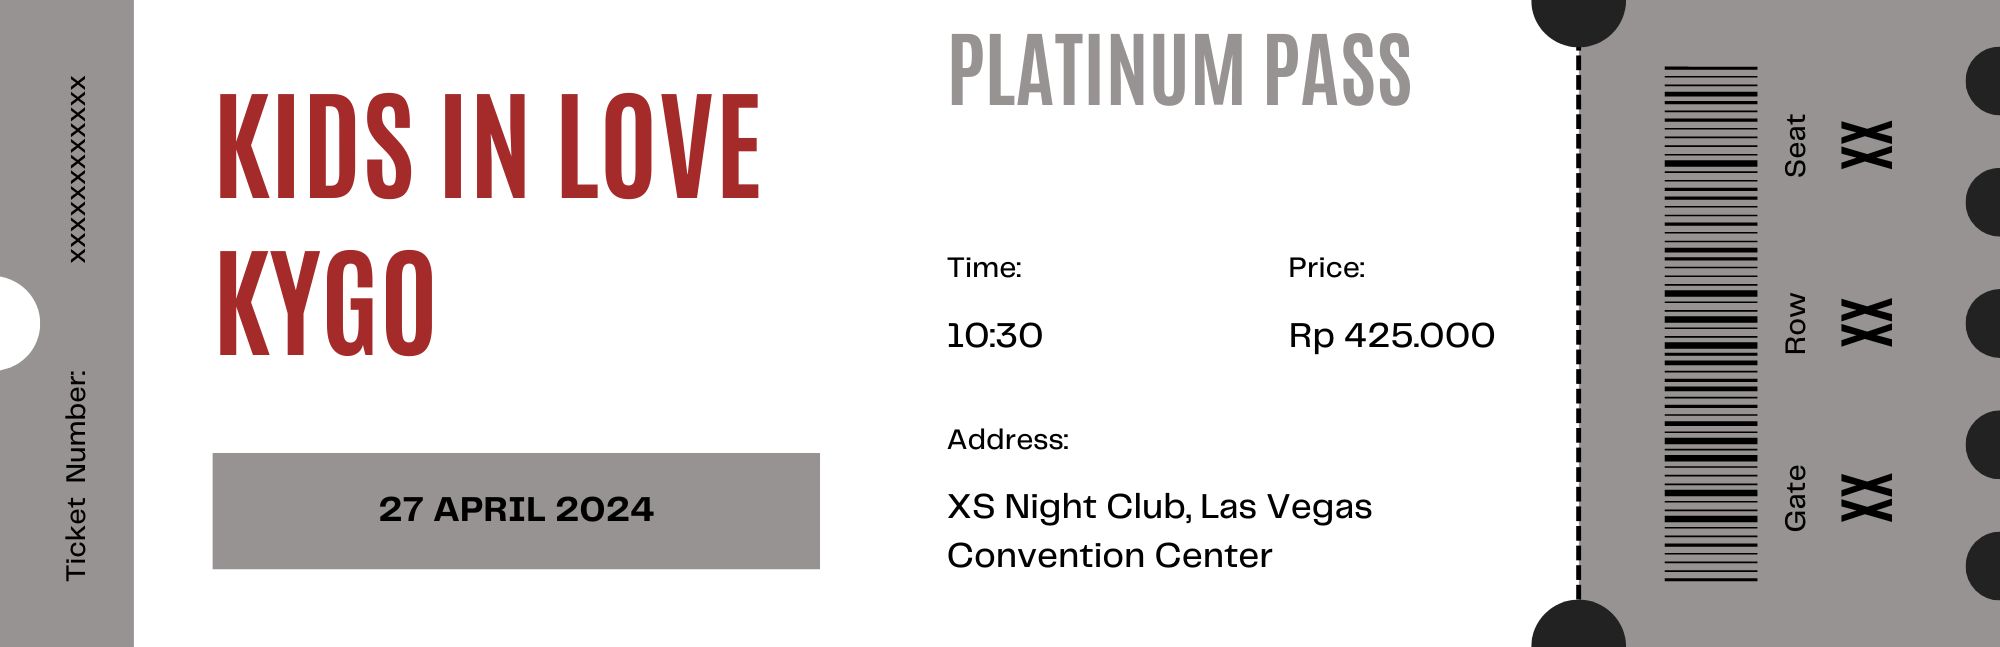 Ticket Number: xxxxxxxxxxxxx
KIDS IN LOVE
KYGO
27 APRIL 2024
PLATINUM PASS
Time:
10:30
Price:
Rp 425.000
Address:
XS Night Club, Las Vegas
Convention Center
Gate XX
Row XX
Seat XX